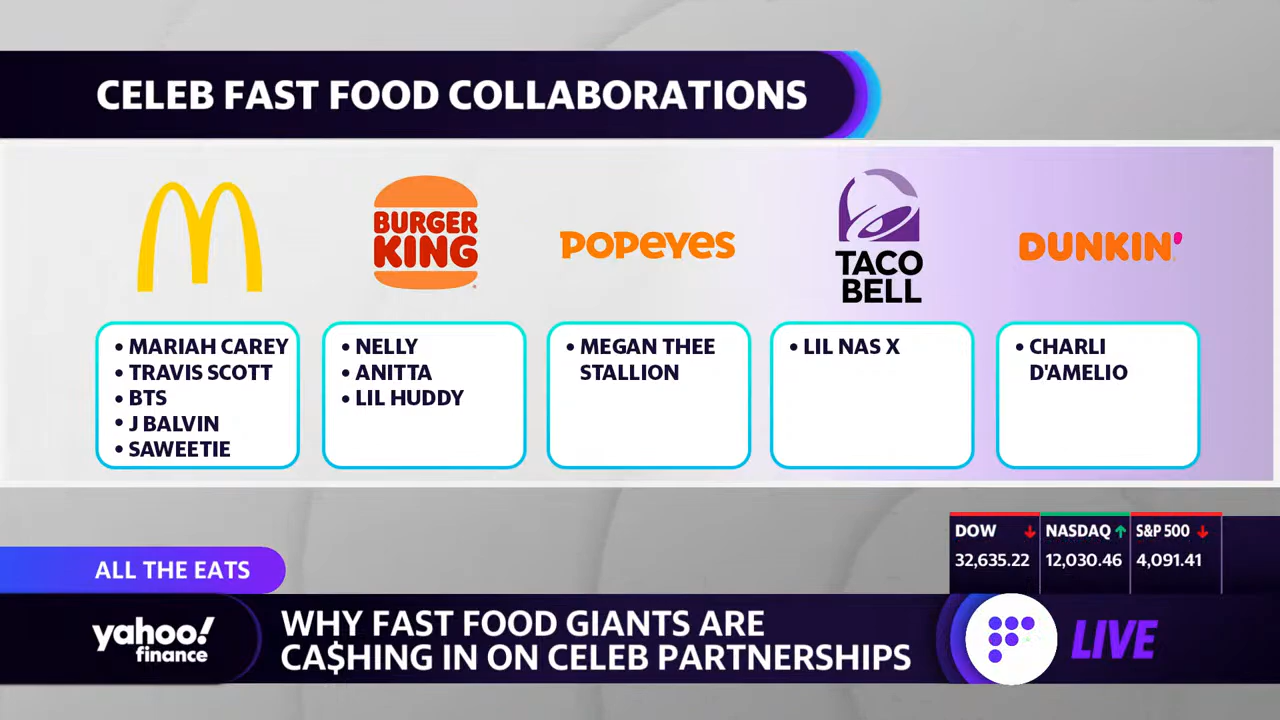 CELEB FAST FOOD COLLABORATIONS
BURGER
KING
POPEYES
TACO
BELL
DUNKIN'
• MARIAH CAREY
• TRAVIS SCOTT
• BTS
• J BALVIN
• SAWEETIE
• NELLY
• ANITTA
• LIL HUDDY
• MEGAN THEE
STALLION
• LIL NAS X
• CHARLI
D'AMELIO
DOW
32,635.22
NASDAQ
12,030.46
S&P 500
4,091.41
ALL THE EATS
yahoo!
finance
WHY FAST FOOD GIANTS ARE
CA$HING IN ON CELEB PARTNERSHIPS
LIVE